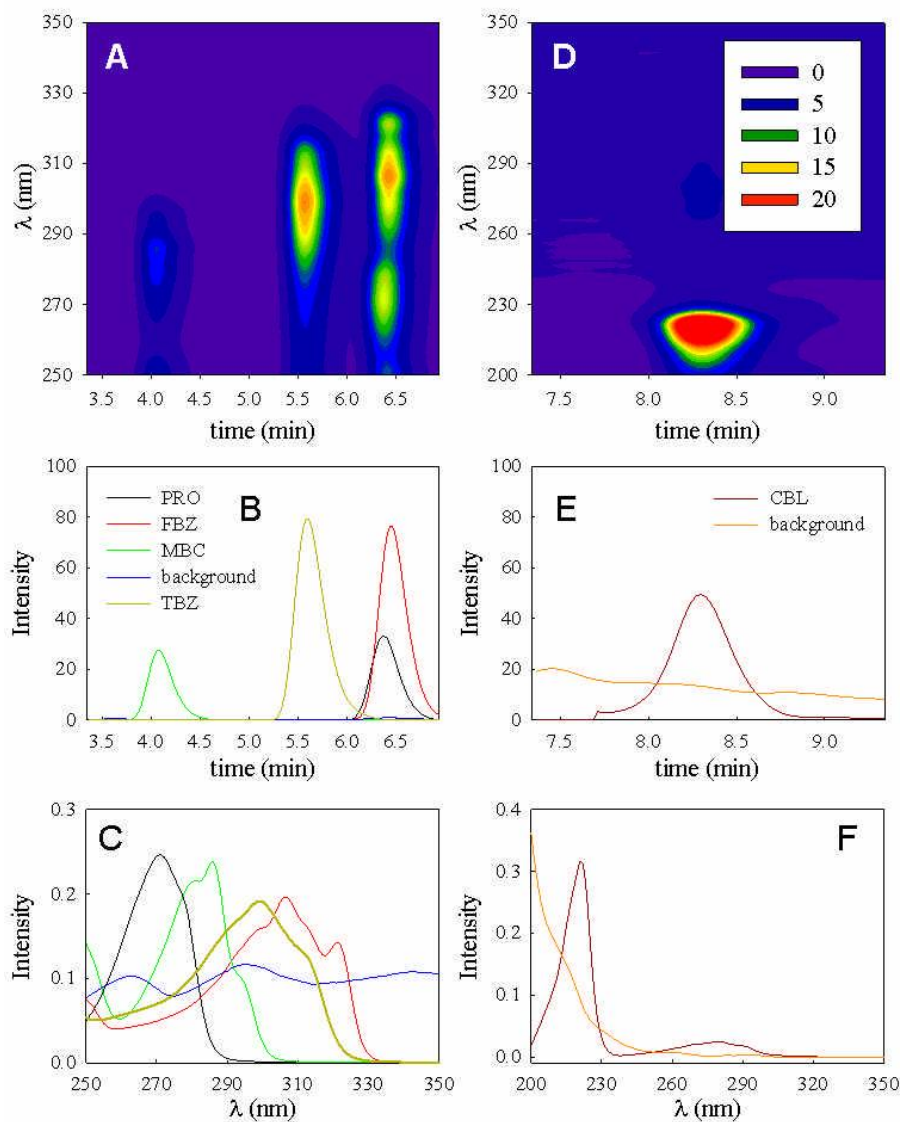 A
350
330
310
290
270
250
λ (nm)
3.5 4.0 4.5 5.0 5.5 6.0 6.5
time (min)
D
0
5
10
15
20
350
320
290
260
230
200
λ (nm)
7.5 8.0 8.5 9.0
time (min)
B
PRO
FBZ
MBC
background
TBZ
100
80
60
40
20
0
Intensity
3.5 4.0 4.5 5.0 5.5 6.0 6.5
time (min)
E
CBL
background
100
80
60
40
20
0
Intensity
7.5 8.0 8.5 9.0
time (min)
C
0.3
0.2
0.1
0.0
Intensity
250 270 290 310 330 350
λ (nm)
F
0.4
0.3
0.2
0.1
0.0
Intensity
200 230 260 290 320 350
λ (nm)